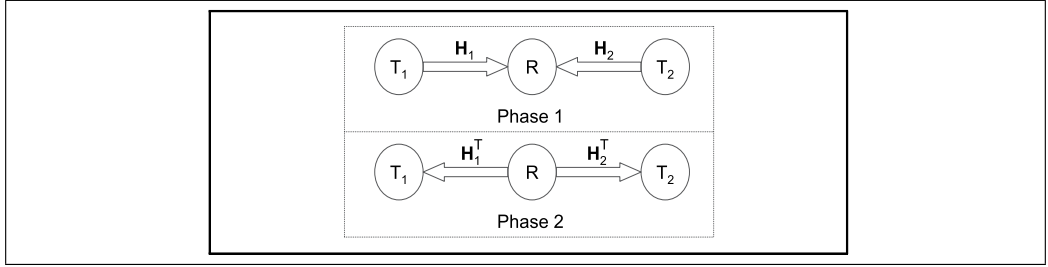 H₁ H₂
T₁ R T₂
Phase 1
H₁ᵀ H₂ᵀ
T₁ R T₂
Phase 2